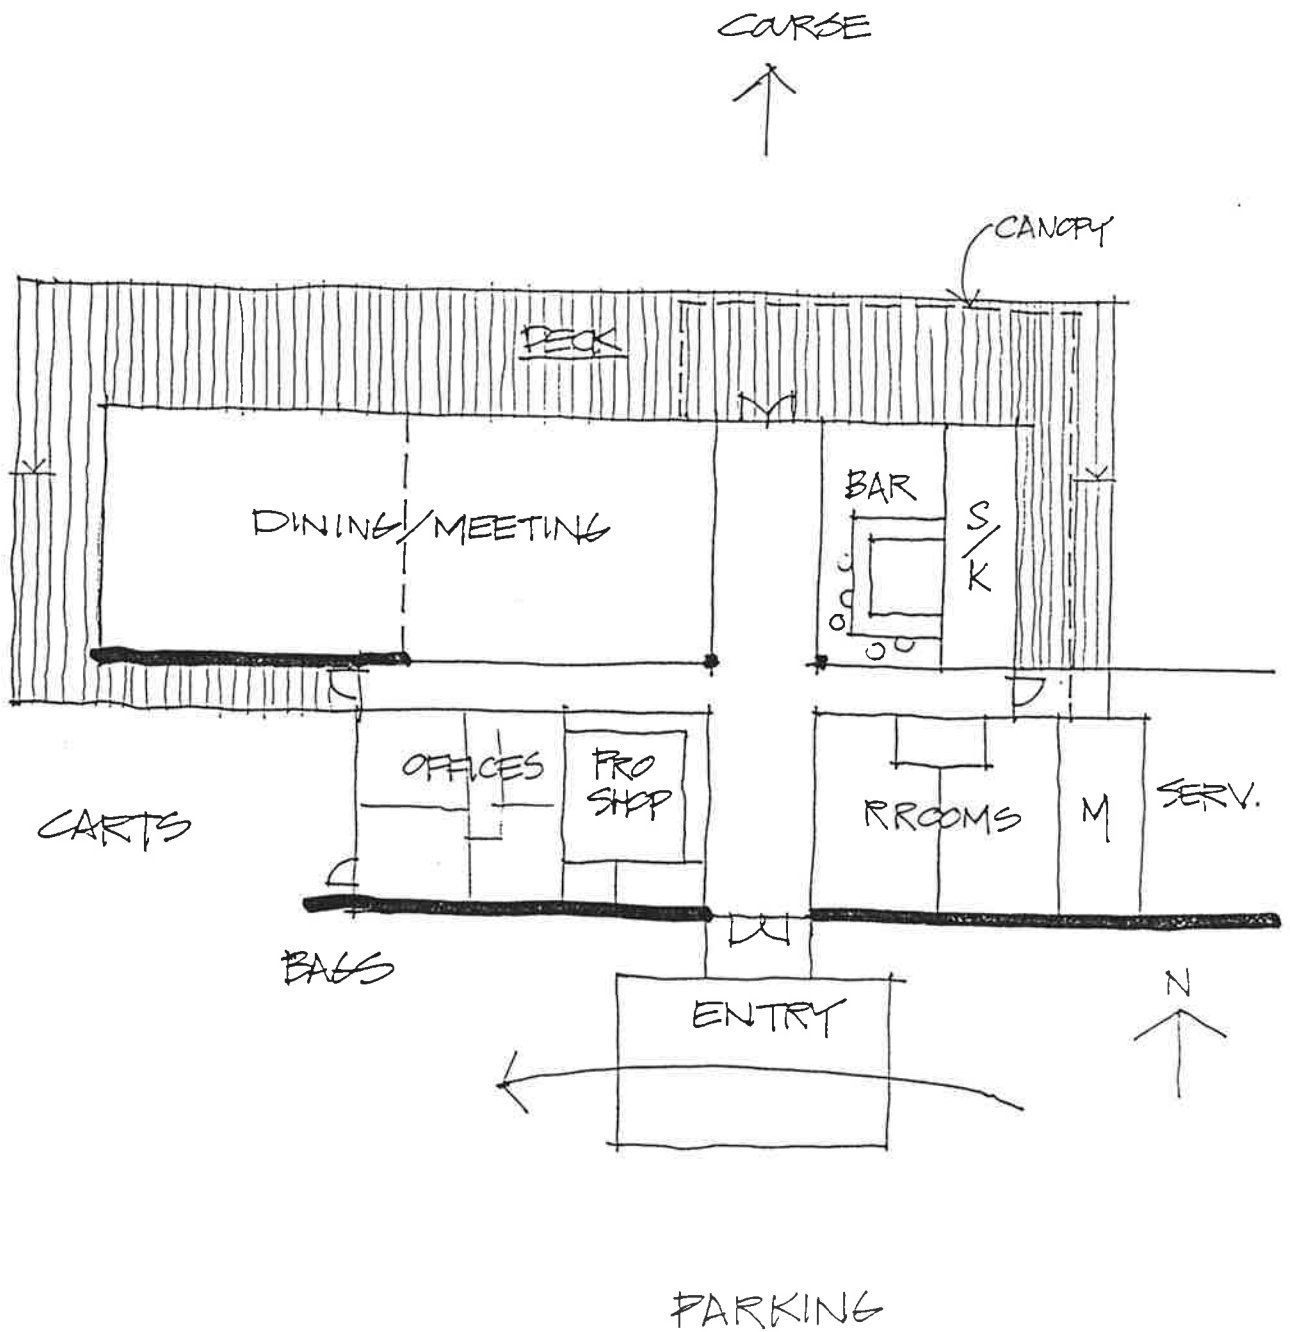 COURSE
CANOPY
DECK
BAR
DINING/MEETING
S/K
OFFICES
PRO
SHOP
RROOMS
M
SERV.
CARTS
BAGS
N
ENTRY
PARKING